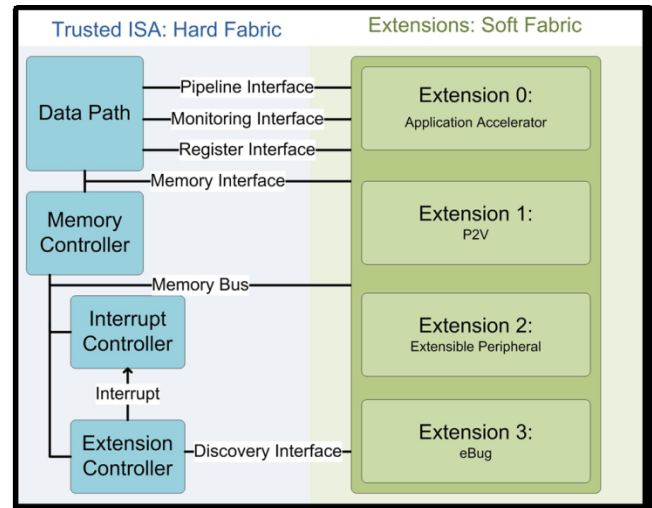 Trusted ISA: Hard Fabric
Extensions: Soft Fabric
Data Path
Pipeline Interface
Monitoring Interface
Register Interface
Memory Interface
Memory
Controller
Memory Bus
Interrupt
Controller
Interrupt
Extension
Controller
Discovery Interface
Extension 0:
Application Accelerator
Extension 1:
P2V
Extension 2:
Extensible Peripheral
Extension 3:
eBug